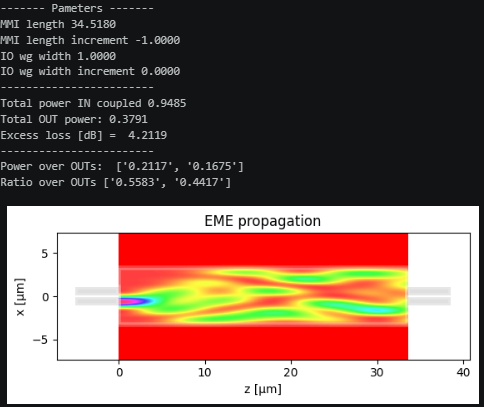 ------- Pameters -------
MMI length 34.5180
MMI length increment -1.0000
IO wg width 1.0000
IO wg width increment 0.0000
------------------------
Total power IN coupled 0.9485
Total OUT power: 0.3791
Excess loss [dB] =  4.2119
------------------------
Power over OUTs:  ['0.2117', '0.1675']
Ratio over OUTs ['0.5583', '0.4417']
EME propagation
x [μm]
5
0
−5
0
10
20
30
40
z [μm]